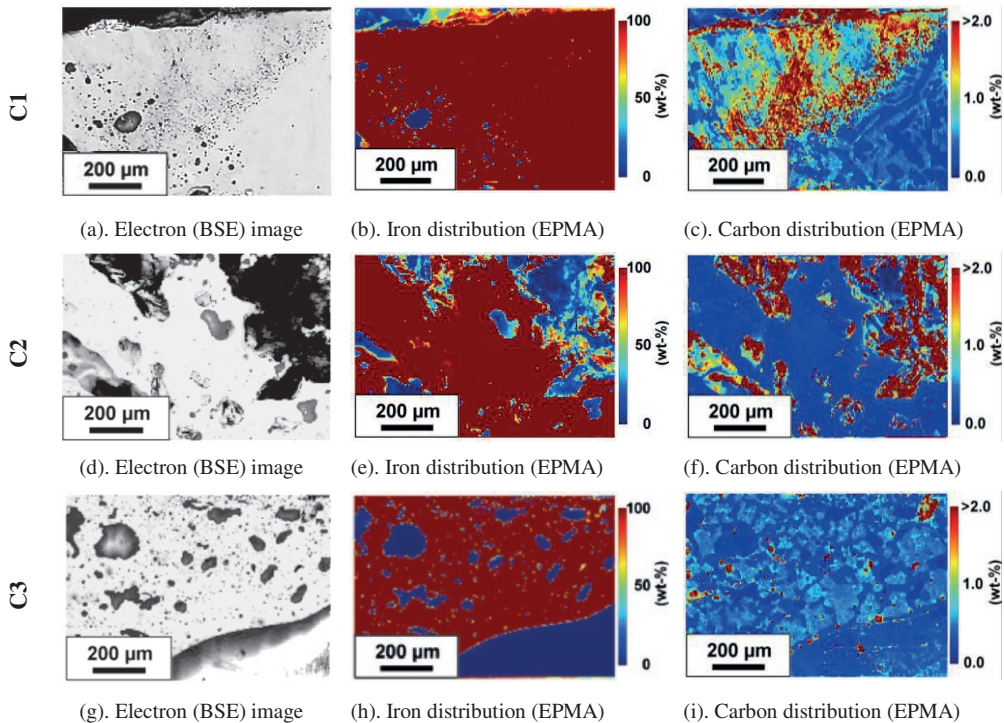 C1
200 µm
100
50
0
(wt-%)
200 µm
>2.0
1.0
0.0
(wt-%)
200 µm
(a). Electron (BSE) image
(b). Iron distribution (EPMA)
(c). Carbon distribution (EPMA)
C2
200 µm
100
50
0
(wt-%)
200 µm
>2.0
1.0
0.0
(wt-%)
200 µm
(d). Electron (BSE) image
(e). Iron distribution (EPMA)
(f). Carbon distribution (EPMA)
C3
200 µm
100
50
0
(wt-%)
200 µm
>2.0
1.0
0.0
(wt-%)
200 µm
(g). Electron (BSE) image
(h). Iron distribution (EPMA)
(i). Carbon distribution (EPMA)